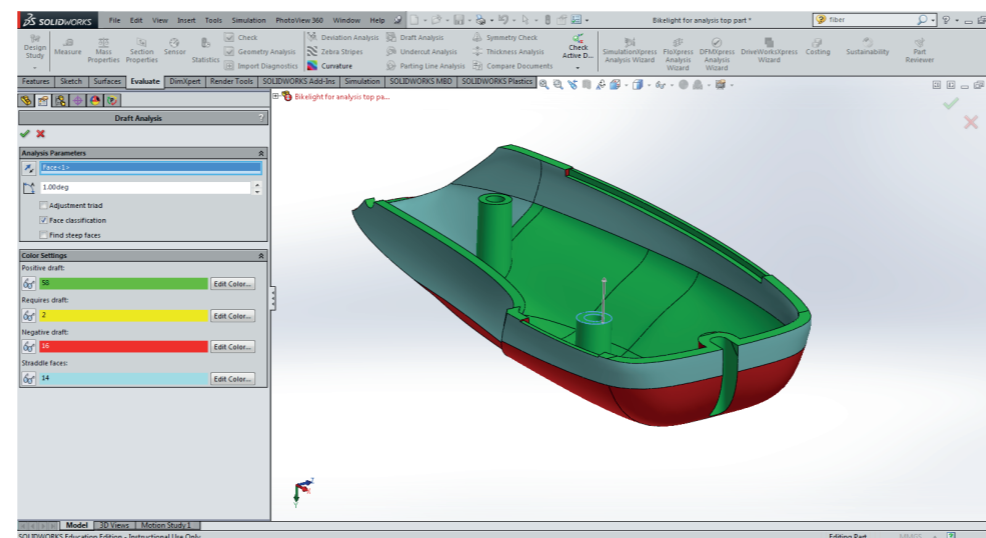 SOLIDWORKS File Edit View Insert Tools Simulation PhotoView 360 Window Help Bikelight for analysis top part * fiber
Design Study Measure Mass Properties Section Properties Sensor Statistics Check Geometry Analysis Import Diagnostics Deviation Analysis Zebra Stripes Curvature Draft Analysis Undercut Analysis Parting Line Analysis Symmetry Check Thickness Analysis Compare Documents Check Active D... SimulationXpress Analysis Wizard FloXpress Analysis Wizard DFMXpress Analysis Wizard DriveWorksXpress Wizard Costing Sustainability Part Reviewer
Features Sketch Surfaces Evaluate DimXpert Render Tools SOLIDWORKS Add-Ins Simulation SOLIDWORKS MBD SOLIDWORKS Plastics
Bikelight for analysis top pa...
Draft Analysis ?
Analysis Parameters
Face<1>
1.00deg
Adjustment triad
Face classification
Find steep faces
Color Settings
Positive draft:
58 Edit Color...
Requires draft:
2 Edit Color...
Negative draft:
16 Edit Color...
Straddle faces:
14 Edit Color...
Model 3D Views Motion Study 1
SOLIDWORKS Education Edition - Instructional Use Only Editing Part MMGS